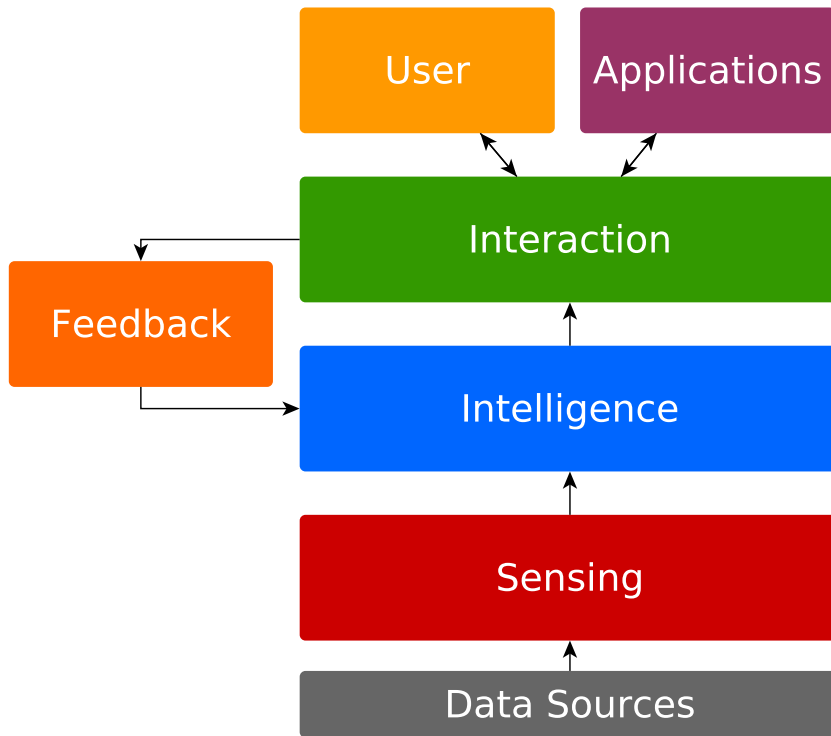 User
Applications
Interaction
Feedback
Intelligence
Sensing
Data Sources